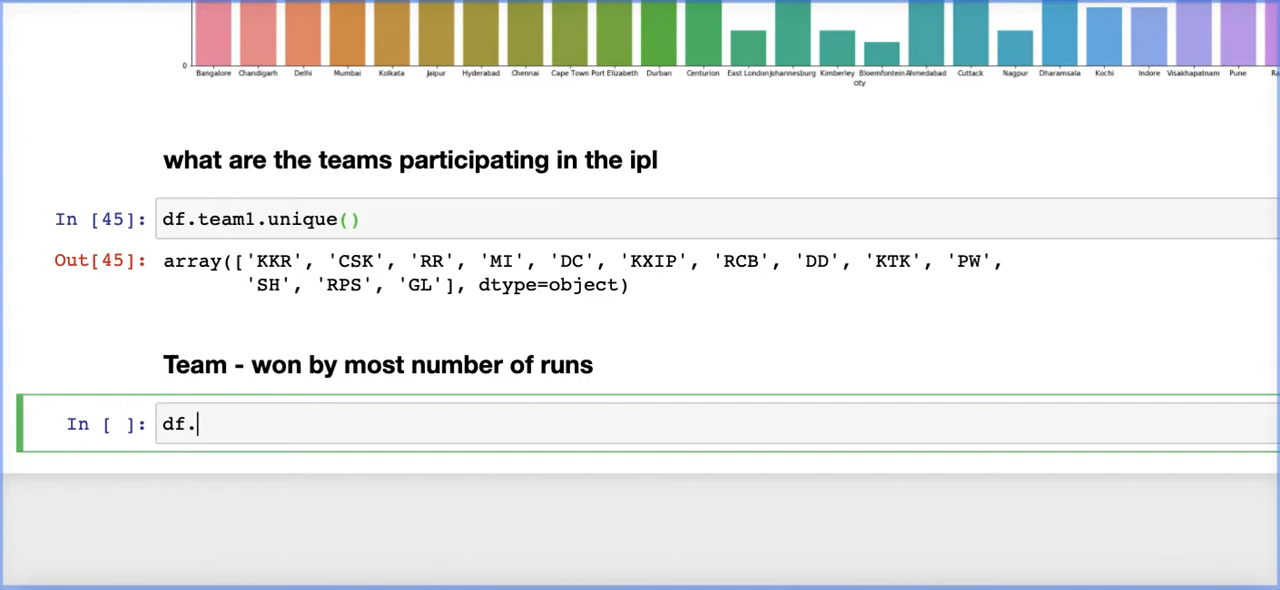 0
Bangalore Chandigarh Delhi Mumbai Kolkata Jaipur Hyderabad Chennai Cape Town Port Elizabeth Durban Centurion East London Johannesburg Kimberley Bloemfontein Ahmedabad Cuttack Nagpur Dharamsala Kochi Indore Visakhapatnam Pune Ra
city
what are the teams participating in the ipl
In [45]: df.team1.unique()
Out[45]: array(['KKR', 'CSK', 'RR', 'MI', 'DC', 'KXIP', 'RCB', 'DD', 'KTK', 'PW',
'SH', 'RPS', 'GL'], dtype=object)
Team - won by most number of runs
In [ ]: df.